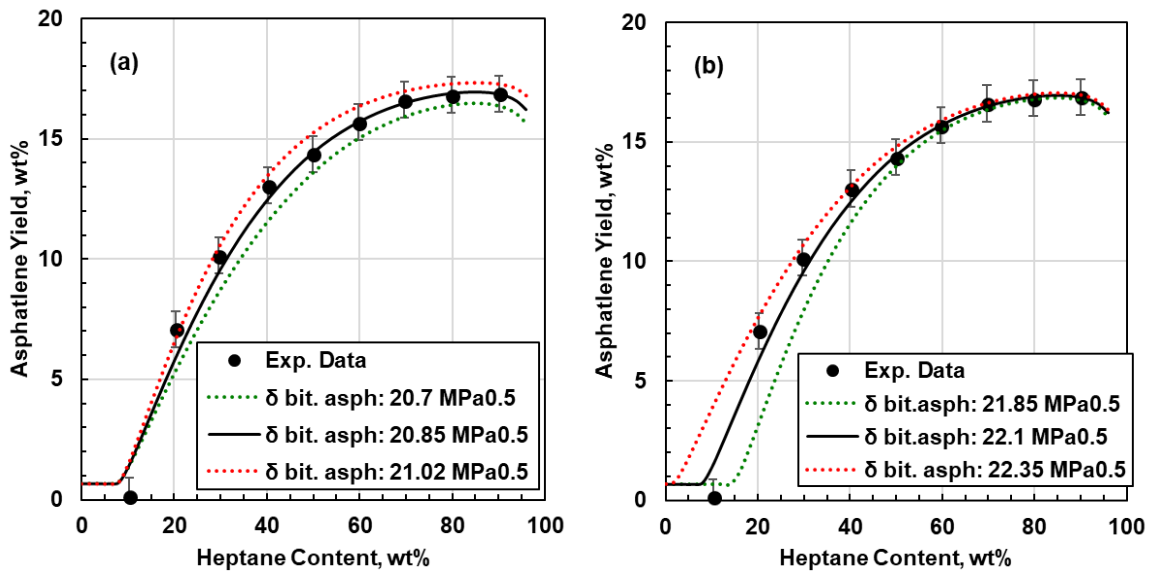 (a)
Asphatlene Yield, wt%
20
15
10
5
0
Exp. Data
δ bit. asph: 20.7 MPa0.5
δ bit. asph: 20.85 MPa0.5
δ bit. asph: 21.02 MPa0.5
0 20 40 60 80 100
Heptane Content, wt%
(b)
Asphatlene Yield, wt%
20
15
10
5
0
Exp. Data
δ bit.asph: 21.85 MPa0.5
δ bit.asph: 22.1 MPa0.5
δ bit. asph: 22.35 MPa0.5
0 20 40 60 80 100
Heptane Content, wt%